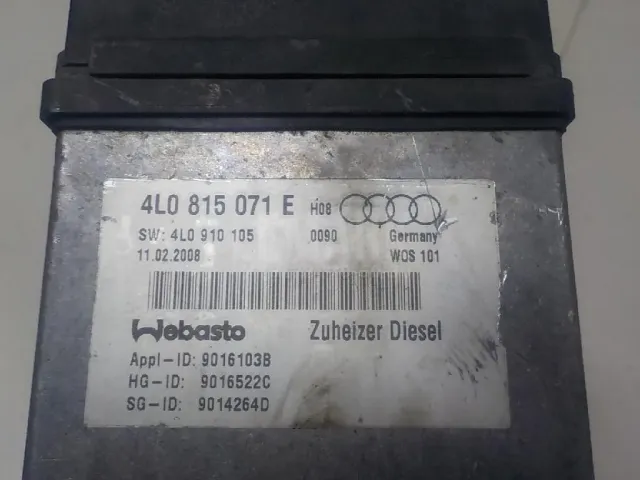 4L0 815 071 E H08
SW: 4L0 910 105 0090 Germany
11.02.2008 WOS 101
Webasto Zuheizer Diesel
Appl-ID: 9016103B
HG-ID: 9016522C
SG-ID: 9014264D